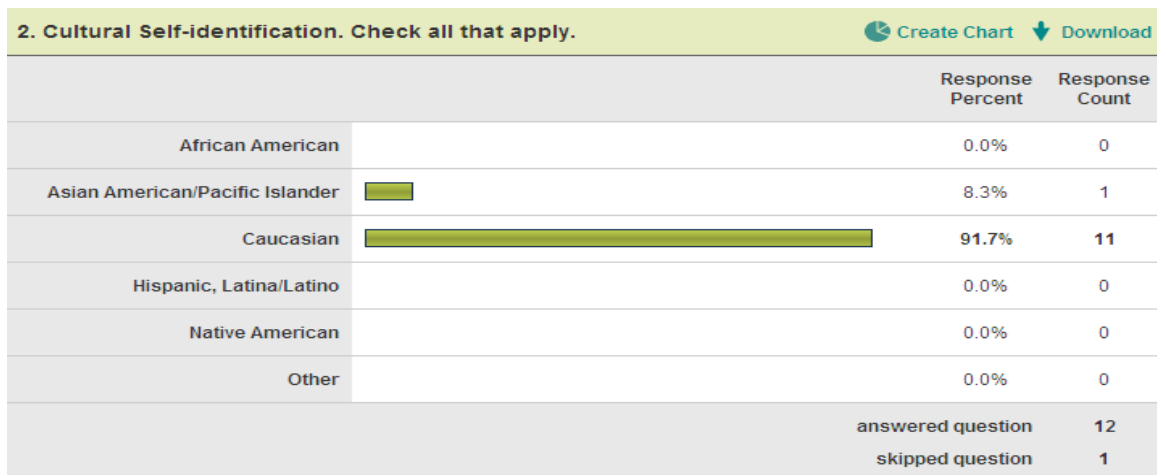 2. Cultural Self-identification. Check all that apply. Create Chart Download
Response Percent Response Count
African American 0.0% 0
Asian American/Pacific Islander 8.3% 1
Caucasian 91.7% 11
Hispanic, Latina/Latino 0.0% 0
Native American 0.0% 0
Other 0.0% 0
answered question 12
skipped question 1